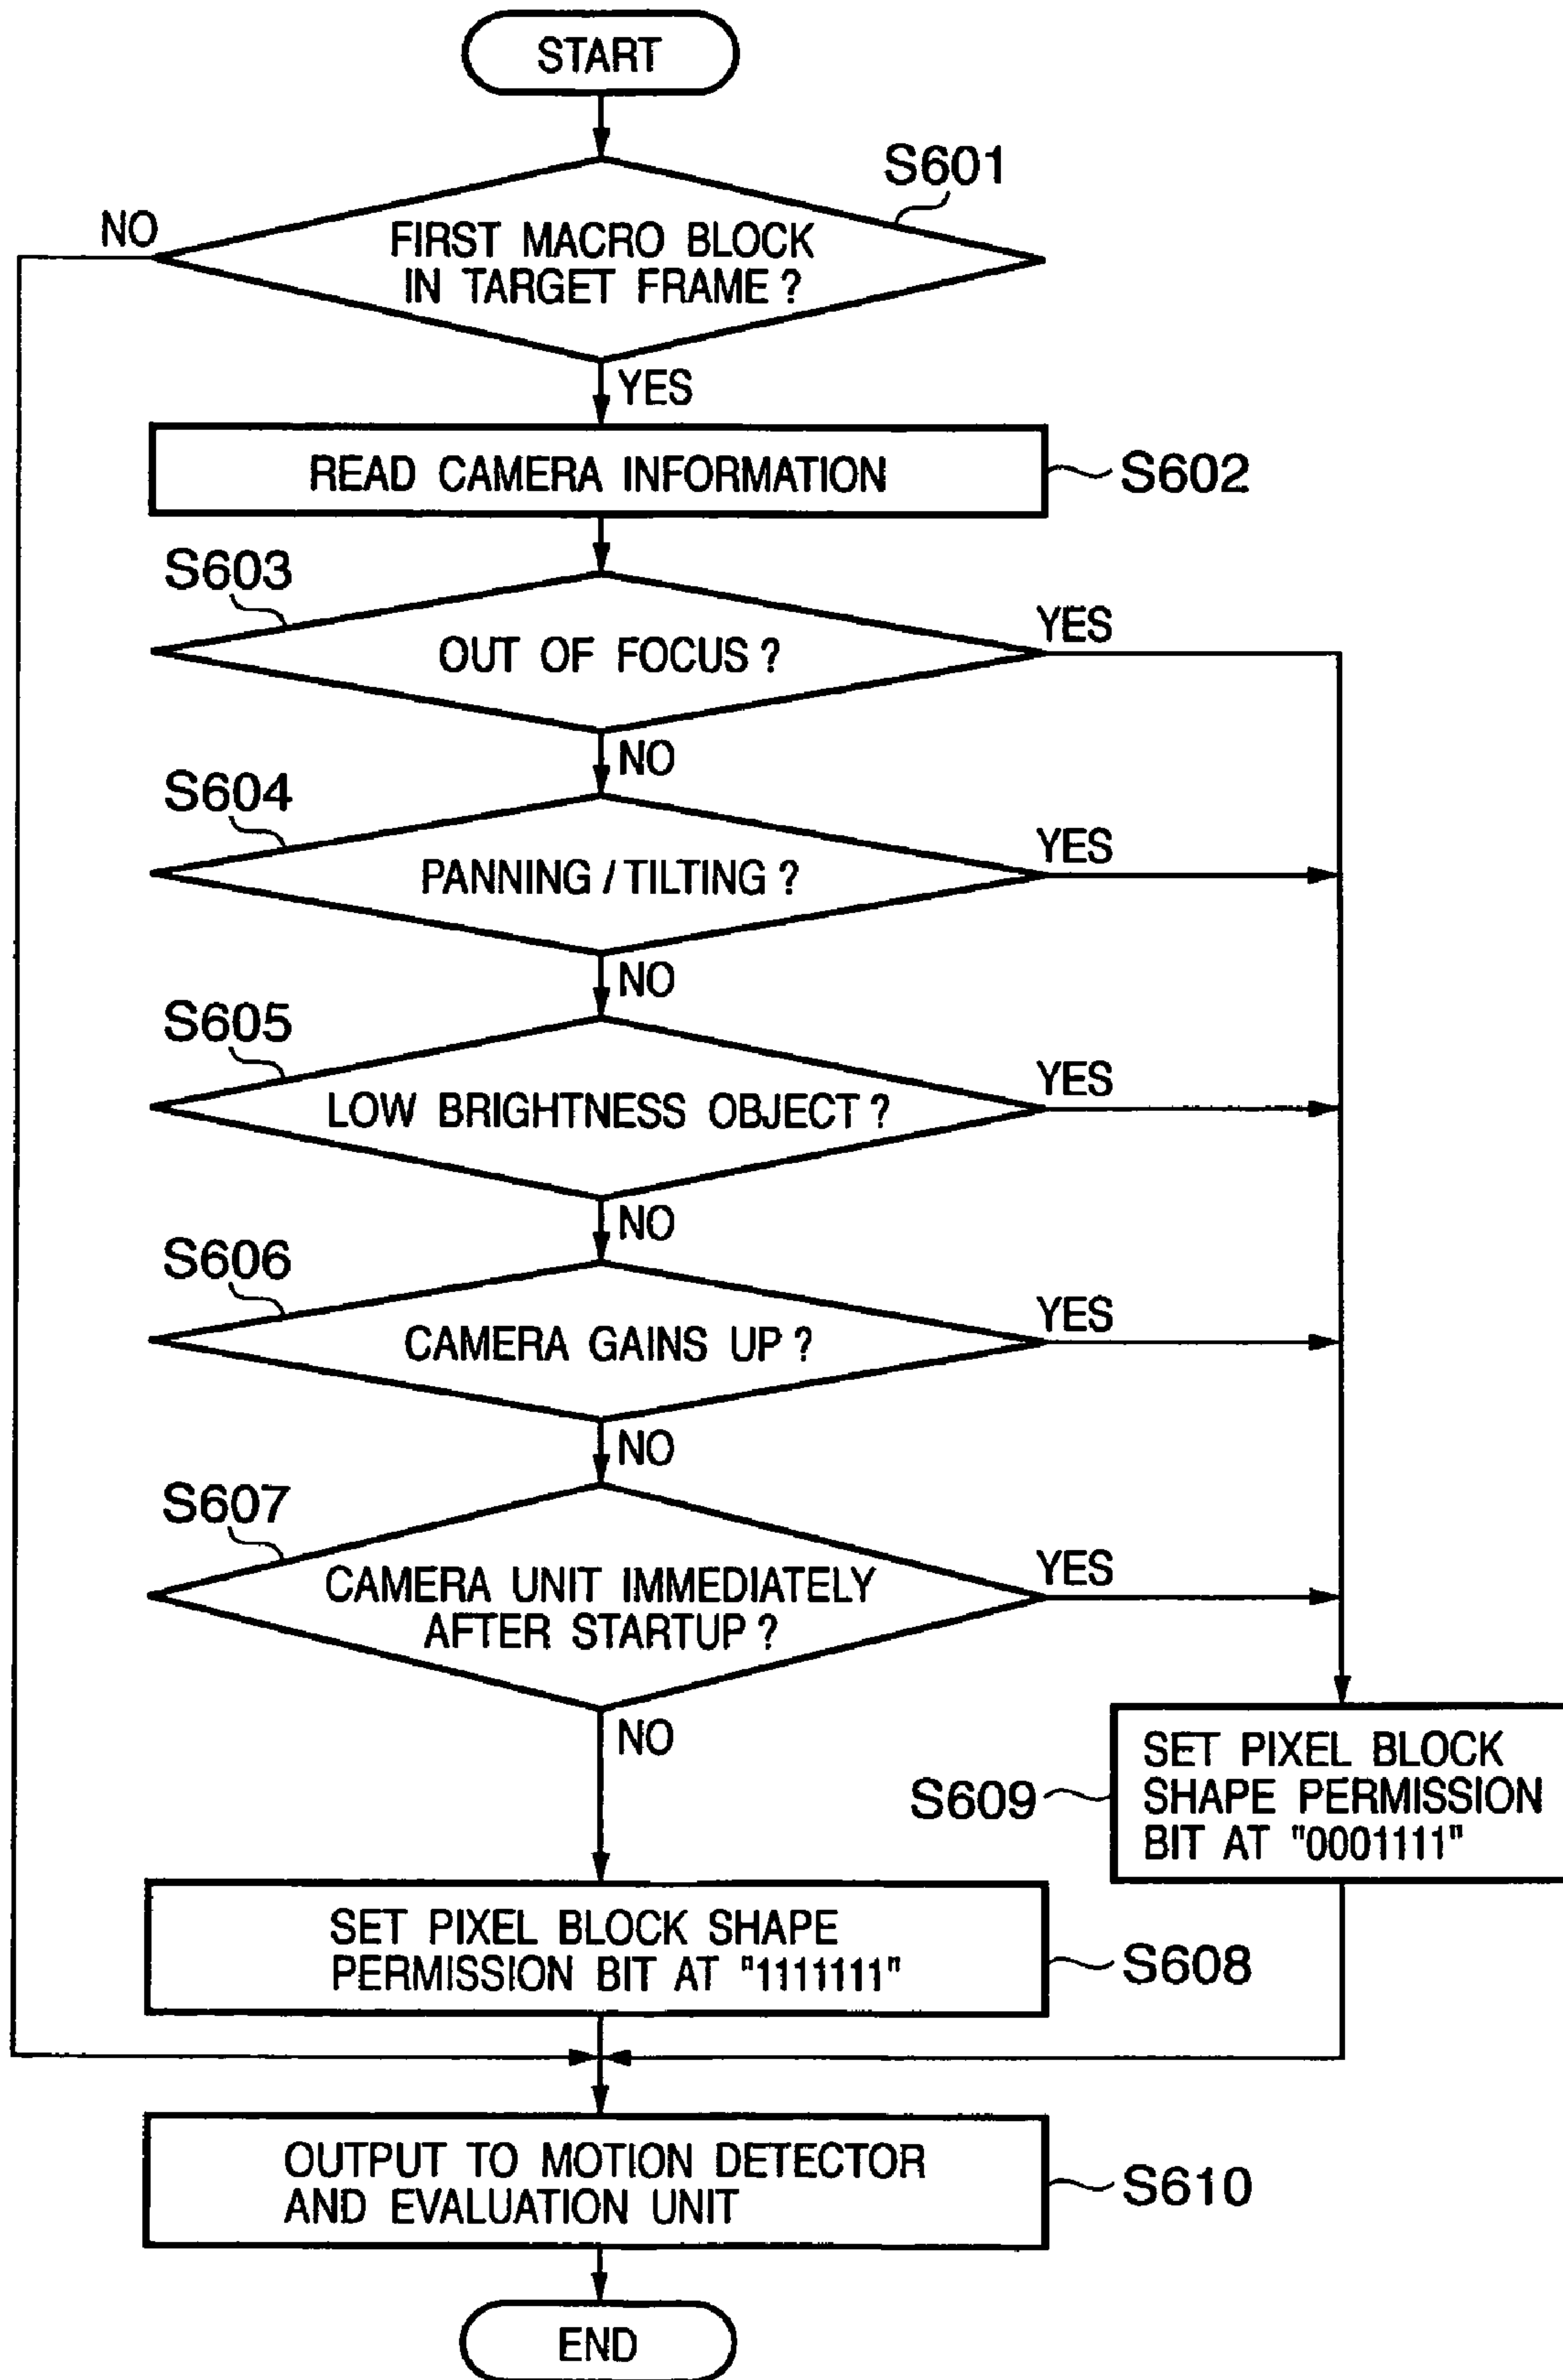 START
S601
NO
FIRST MACRO BLOCK
IN TARGET FRAME ?
YES
READ CAMERA INFORMATION
S602
S603
OUT OF FOCUS ?
YES
NO
S604
PANNING / TILTING ?
YES
NO
S605
LOW BRIGHTNESS OBJECT ?
YES
NO
S606
CAMERA GAINS UP ?
YES
NO
S607
CAMERA UNIT IMMEDIATELY
AFTER STARTUP ?
YES
NO
S609
SET PIXEL BLOCK
SHAPE PERMISSION
BIT AT "0001111"
SET PIXEL BLOCK SHAPE
PERMISSION BIT AT "1111111"
S608
OUTPUT TO MOTION DETECTOR
AND EVALUATION UNIT
S610
END